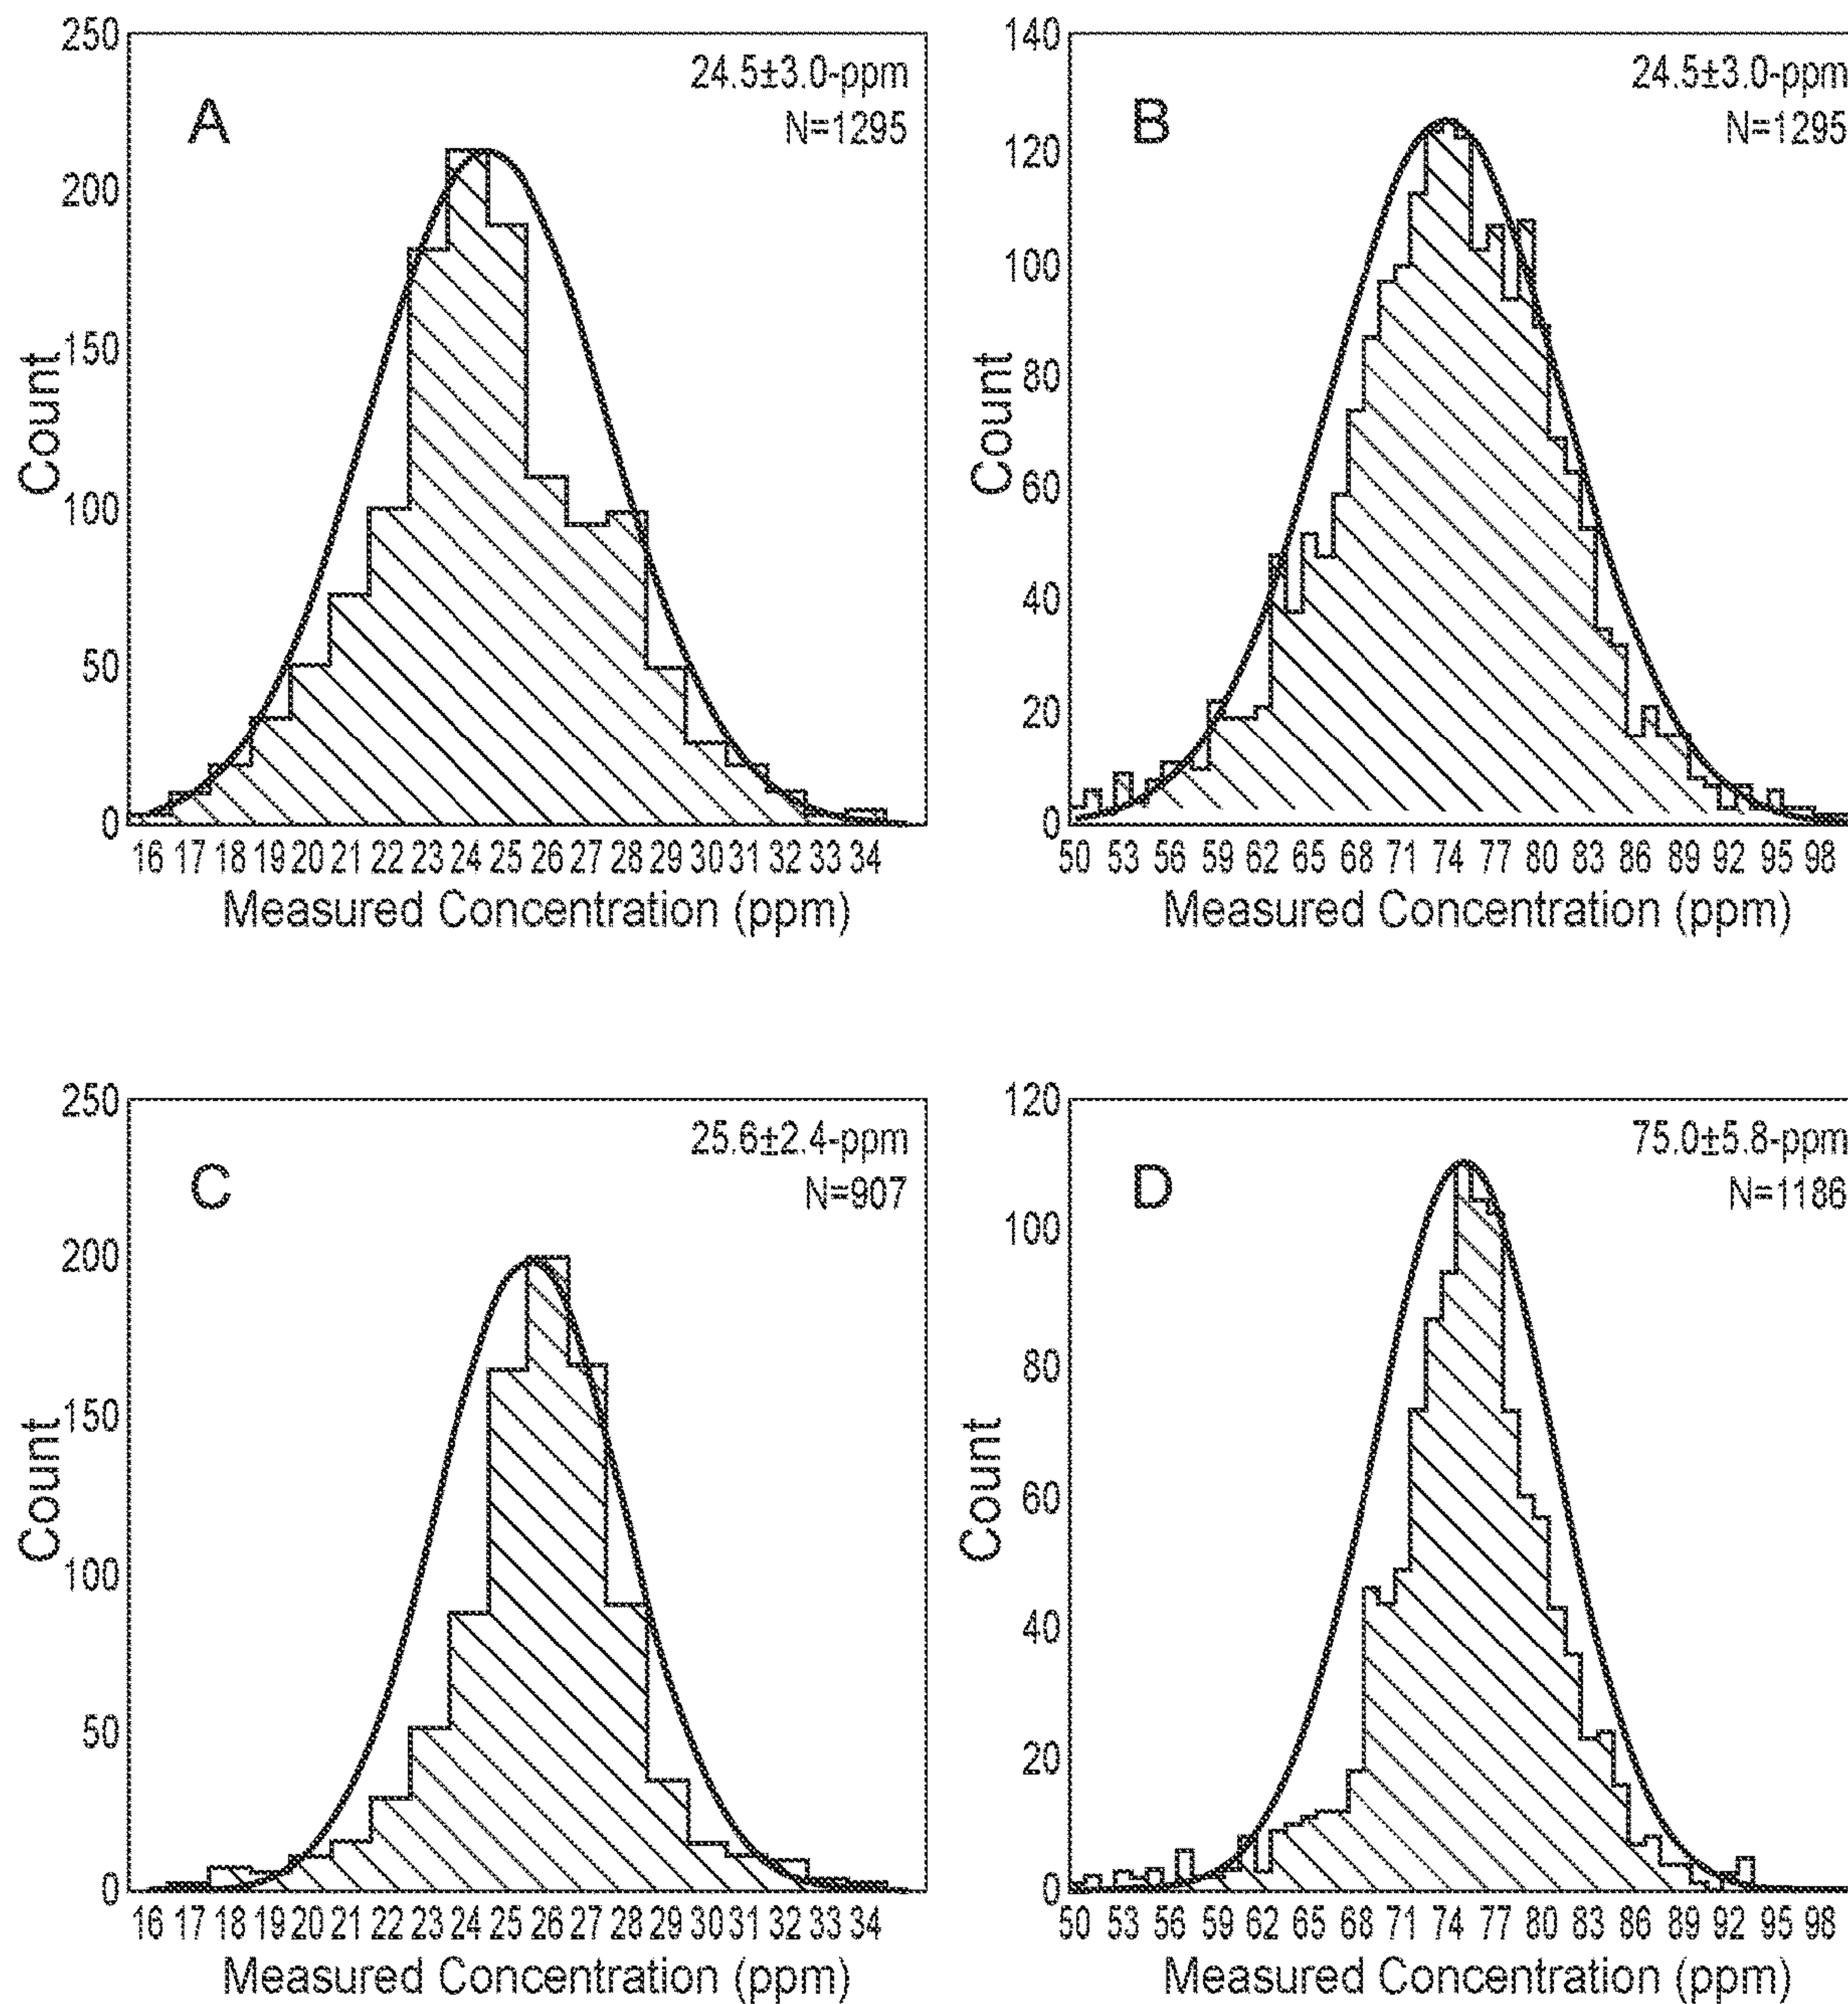 250
200
150
100
50
0
Count
A
24.5±3.0-ppm
N=1295
16 17 18 19 20 21 22 23 24 25 26 27 28 29 30 31 32 33 34
Measured Concentration (ppm)
140
120
100
80
60
40
20
0
Count
B
24.5±3.0-ppm
N=1295
50 53 56 59 62 65 68 71 74 77 80 83 86 89 92 95 98
Measured Concentration (ppm)
250
200
150
100
50
0
Count
C
25.6±2.4-ppm
N=907
16 17 18 19 20 21 22 23 24 25 26 27 28 29 30 31 32 33 34
Measured Concentration (ppm)
120
100
80
60
40
20
0
Count
D
75.0±5.8-ppm
N=1186
50 53 56 59 62 65 68 71 74 77 80 83 86 89 92 95 98
Measured Concentration (ppm)